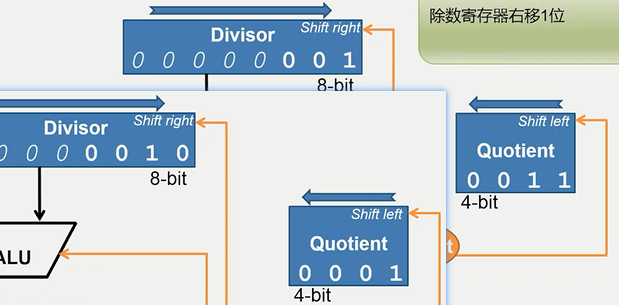 Divisor
Shift right
0 0 0 0 0 0 0 1
8-bit
除数寄存器右移1位
Shift left
Quotient
0 0 1 1
4-bit
Divisor
Shift right
0 0 0 0 0 1 0
8-bit
ALU
Shift left
Quotient
0 0 0 1
4-bit
t